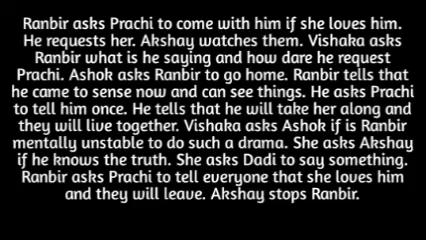 Ranbir asks Prachi to come with him if she loves him.
He requests her. Akshay watches them. Vishaka asks
Ranbir what is he saying and how dare he request
Prachi. Ashok asks Ranbir to go home. Ranbir tells that
he came to sense now and can see things. He asks Prachi
to tell him once. He tells that he will take her along and
they will live together. Vishaka asks Ashok if is Ranbir
mentally unstable to do such a drama. She asks Akshay
if he knows the truth. She asks Dadi to say something.
Ranbir asks Prachi to tell everyone that she loves him
and they will leave. Akshay stops Ranbir.